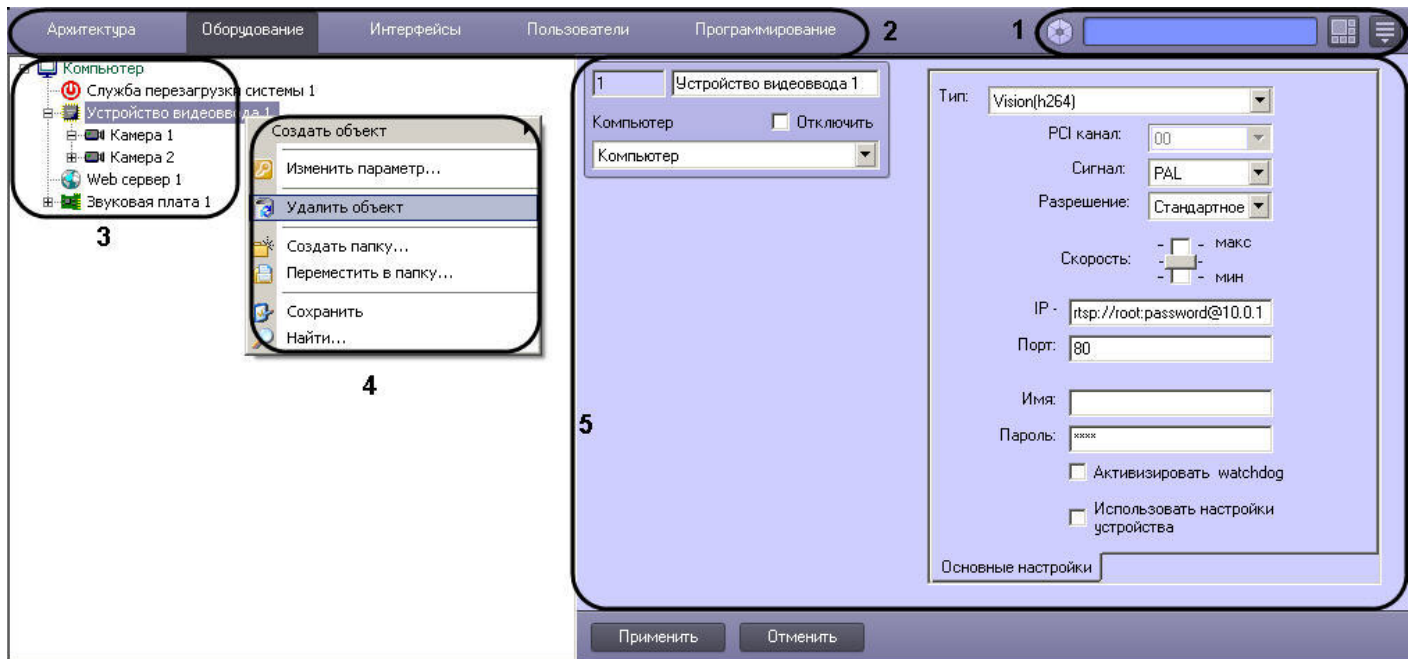 Архитектура Оборудование Интерфейсы Пользователи Программирование 2 1
Компьютер
Служба перезагрузки системы 1
Устройство видеоввода 1
Камера 1
Камера 2
Web сервер 1
Звуковая плата 1
3
Создать объект
Изменить параметр...
Удалить объект
Создать папку...
Переместить в папку...
Сохранить
Найти...
4
5
1 Устройство видеоввода 1
Компьютер Отключить
Компьютер
Тип: Vision(h264)
PCI канал: 00
Сигнал: PAL
Разрешение: Стандартное
Скорость: - - макс
- -
- - мин
IP - rtsp://root:password@10.0.1
Порт: 80
Имя:
Пароль: ****
Активизировать watchdog
Использовать настройки
устройства
Основные настройки
Применить Отменить